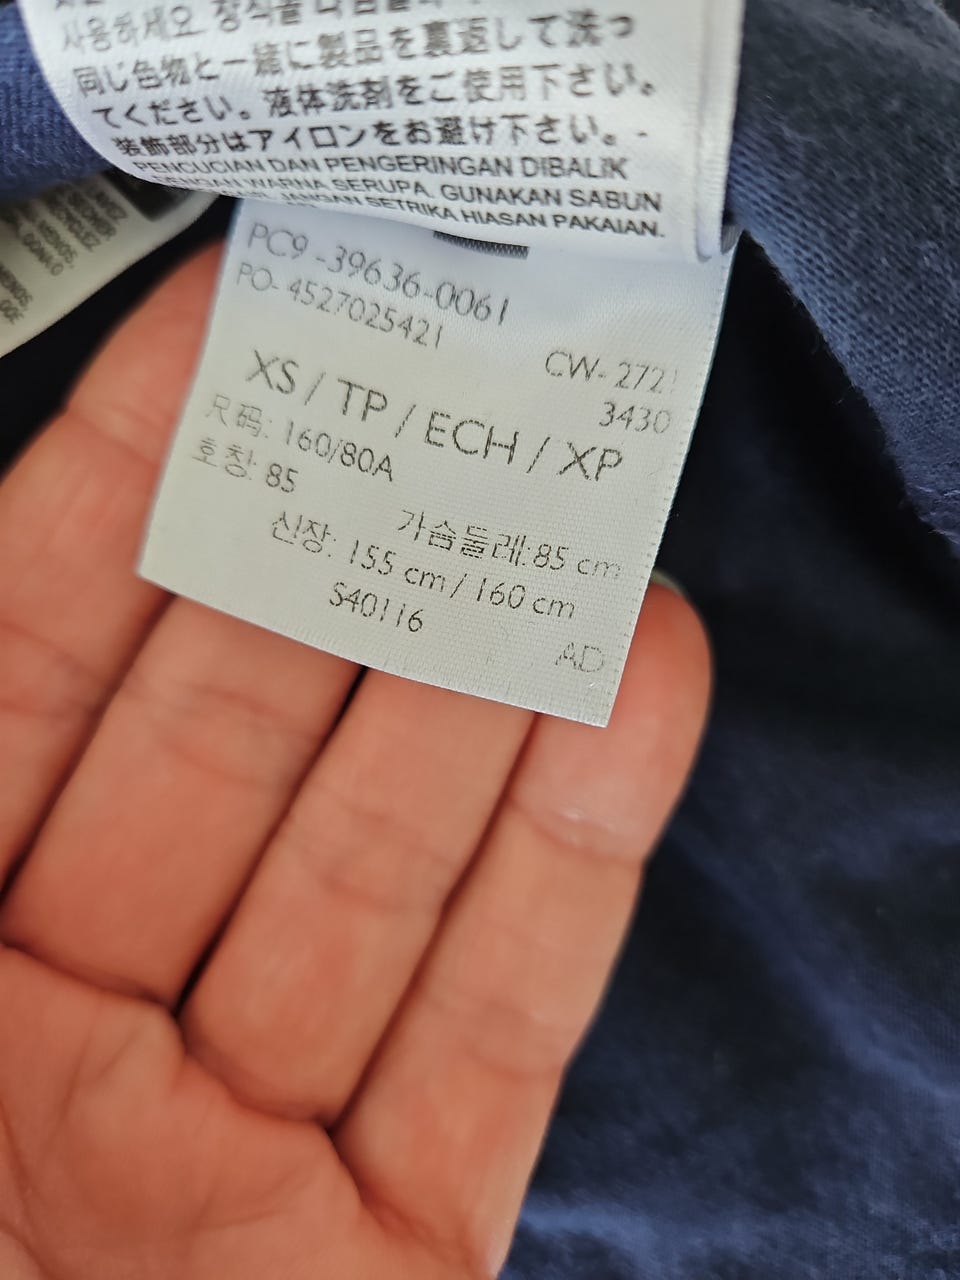 사용하세요. 장식을
同じ色物と一緒に製品を裏返して洗っ
てください。液体洗剤をご使用下さい。
装飾部分はアイロンをお避け下さい。-
PENCUCIAN DAN PENGERINGAN DIBALIK
WARNA SERUPA. GUNAKAN SABUN
JANGAN SETRIKA HIASAN PAKAIAN.
PC9-39636-0061
PO- 4527025421
CW- 272
3430
XS / TP / ECH / XP
尺码: 160/80A
호칭: 85
가슴둘레: 85 cm
신장: 155 cm / 160 cm
S40116
AD